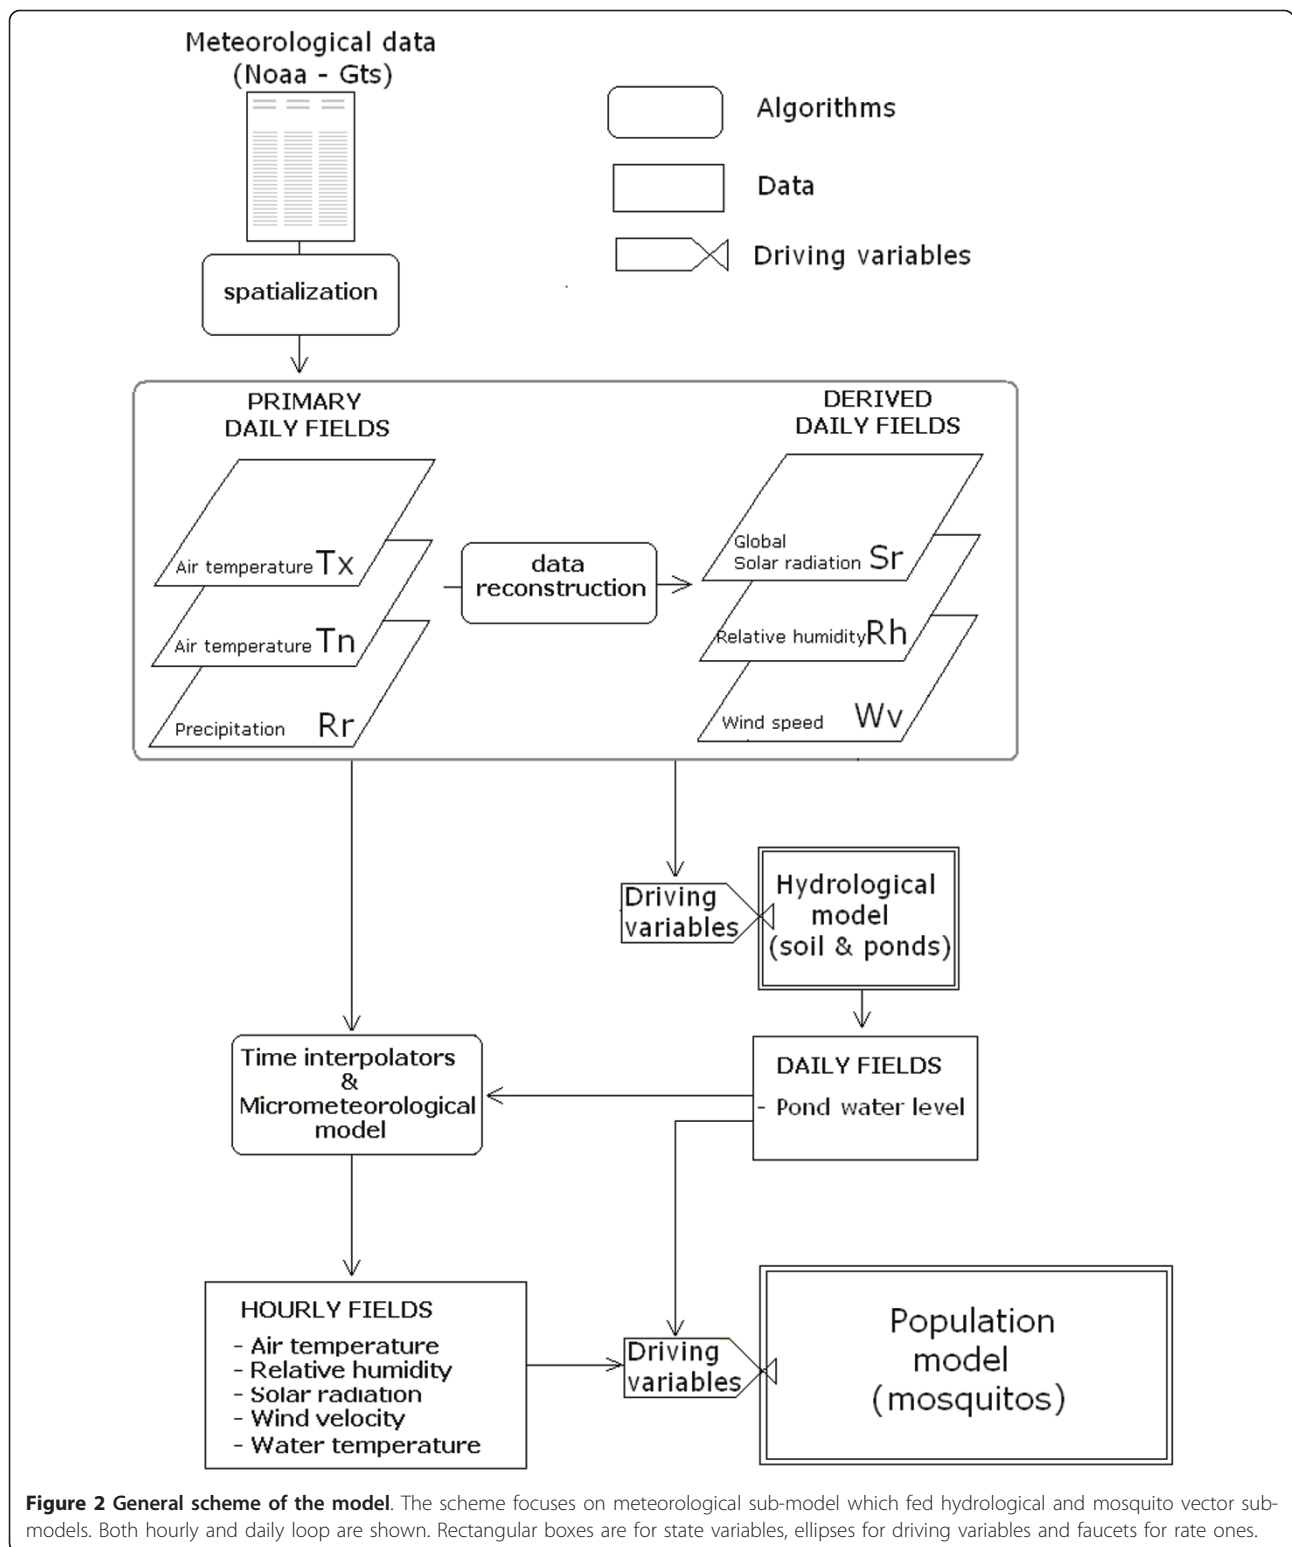 Meteorological data
(Noaa - Gts)
Algorithms
Data
Driving variables
spatialization
PRIMARY
DAILY FIELDS
DERIVED
DAILY FIELDS
Air temperature Tx
Air temperature Tn
Precipitation Rr
data
reconstruction
Global
Solar radiation Sr
Relative humidity Rh
Wind speed Wv
Driving
variables
Hydrological
model
(soil & ponds)
Time interpolators
&
Micrometeorological
model
DAILY FIELDS
- Pond water level
HOURLY FIELDS
- Air temperature
- Relative humidity
- Solar radiation
- Wind velocity
- Water temperature
Driving
variables
Population
model
(mosquitos)
Figure 2 General scheme of the model. The scheme focuses on meteorological sub-model which fed hydrological and mosquito vector sub-
models. Both hourly and daily loop are shown. Rectangular boxes are for state variables, ellipses for driving variables and faucets for rate ones.